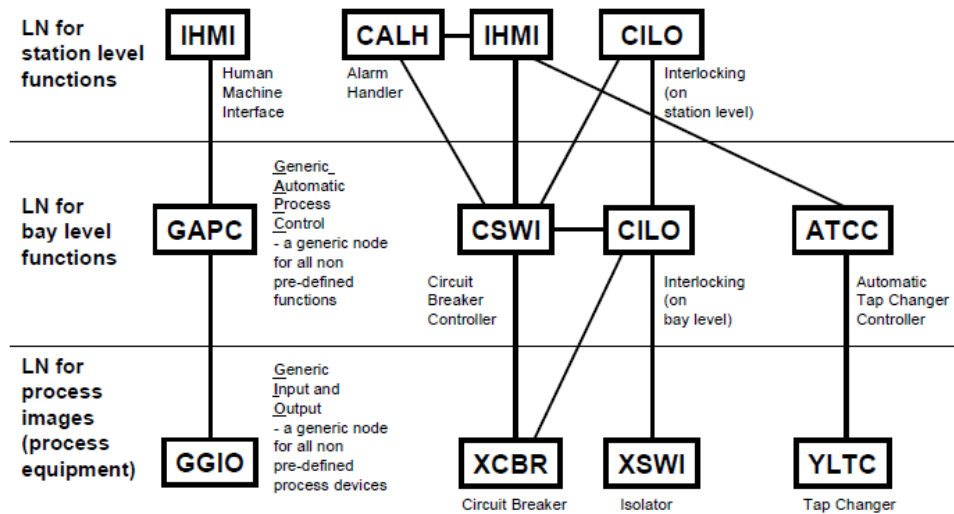 LN for
station level
functions
IHMI
CALH
IHMI
CILO
Human
Machine
Interface
Alarm
Handler
Interlocking
(on
station level)
LN for
bay level
functions
GAPC
Generic
Automatic
Process
Control
- a generic node
for all non
pre-defined
functions
CSWI
CILO
ATCC
Circuit
Breaker
Controller
Interlocking
(on
bay level)
Automatic
Tap Changer
Controller
LN for
process
images
(process
equipment)
GGIO
Generic
Input and
Output
- a generic node
for all non
pre-defined
process devices
XCBR
XSWI
YLTC
Circuit Breaker
Isolator
Tap Changer